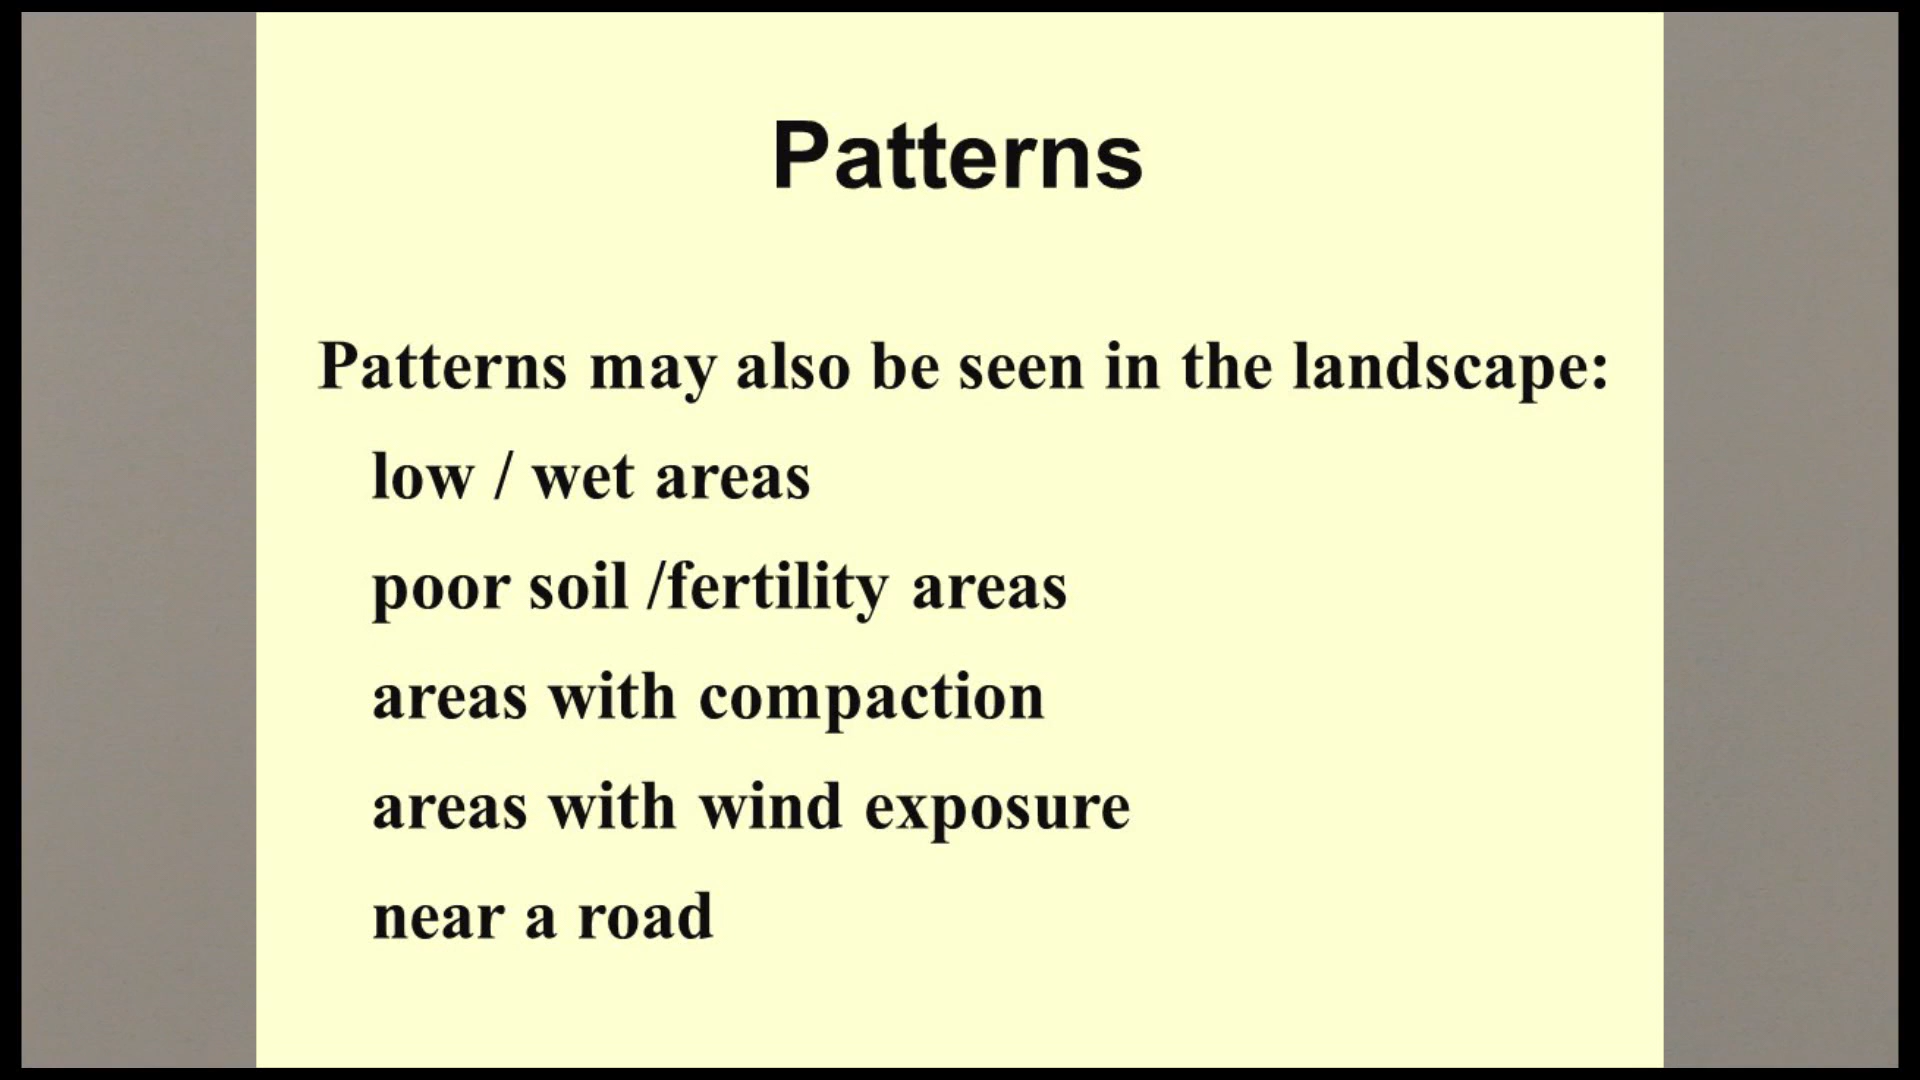 Patterns
Patterns may also be seen in the landscape:
low / wet areas
poor soil /fertility areas
areas with compaction
areas with wind exposure
near a road